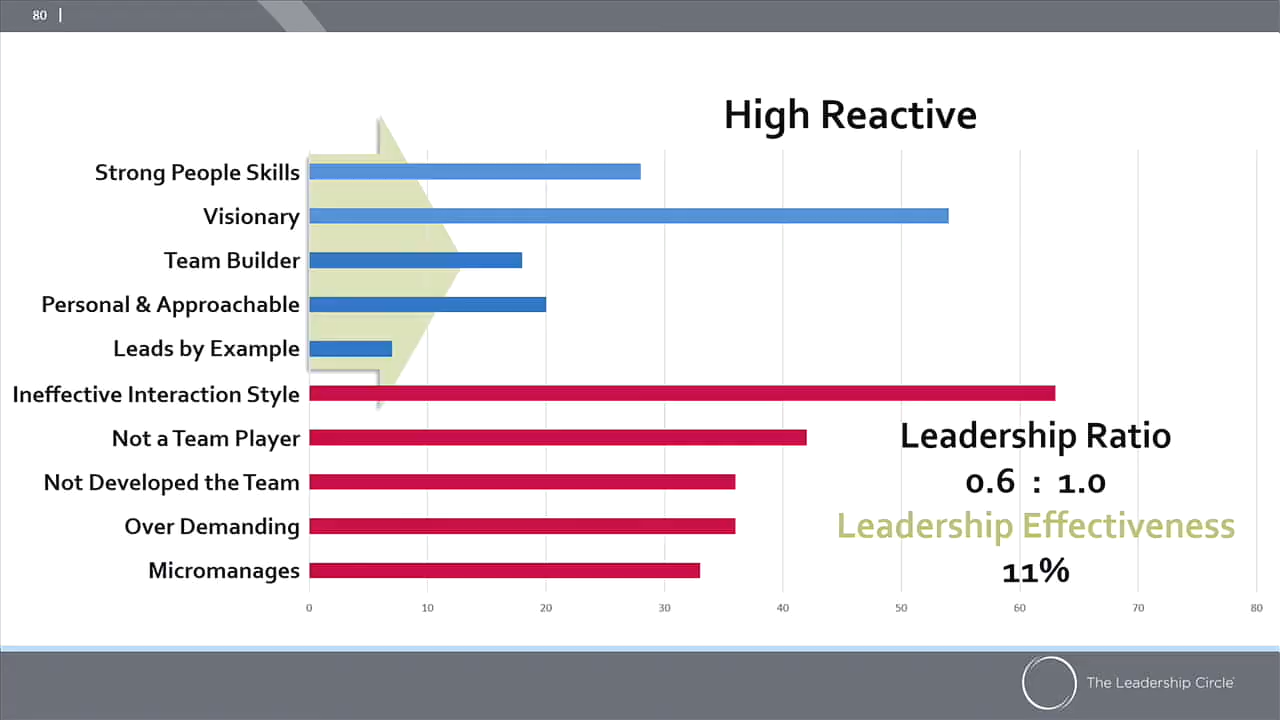 80 |
High Reactive
Strong People Skills
Visionary
Team Builder
Personal & Approachable
Leads by Example
Ineffective Interaction Style
Not a Team Player
Not Developed the Team
Over Demanding
Micromanages
Leadership Ratio
0.6 : 1.0
Leadership Effectiveness
11%
0 10 20 30 40 50 60 70 80
The Leadership Circle